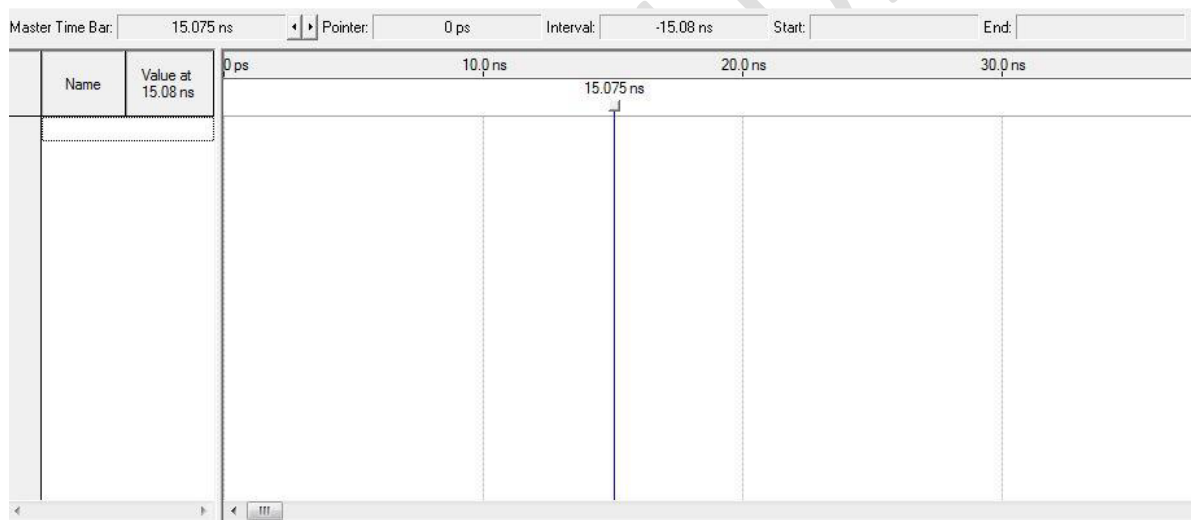 Master Time Bar: 15.075 ns Pointer: 0 ps Interval: -15.08 ns Start: End:
Name
Value at
15.08 ns
0 ps 10.0 ns 20.0 ns 30.0 ns
15.075 ns